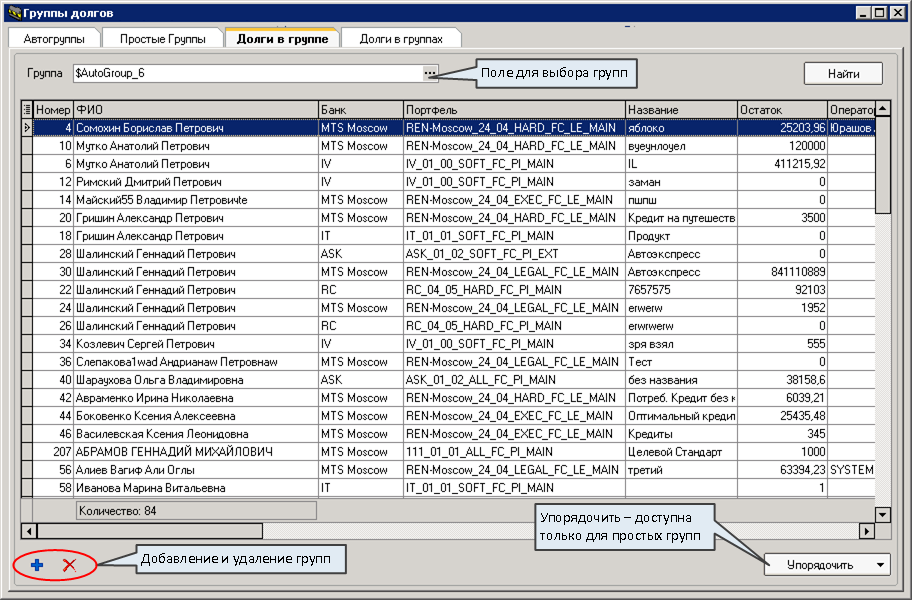 Группы долгов
Автогруппы Простые Группы Долги в группе Долги в группах
Группа $AutoGroup_6 ... Поле для выбора групп Найти
Номер ФИО Банк Портфель Название Остаток Операто
4 Сомохин Борислав Петрович MTS Moscow REN-Moscow_24_04_HARD_FC_LE_MAIN яблоко 25203,96 Юрашов
10 Мутко Анатолий Петрович MTS Moscow REN-Moscow_24_04_HARD_FC_LE_MAIN вуеунлоуел 120000
6 Мутко Анатолий Петрович IV IV_01_00_SOFT_FC_PI_MAIN IL 411215,92
12 Римский Дмитрий Петрович IV IV_01_00_SOFT_FC_PI_MAIN заман 0
14 Майский55 Владимир Петровичte MTS Moscow REN-Moscow_24_04_EXEC_FC_LE_MAIN пшпш 0
20 Гришин Александр Петрович MTS Moscow REN-Moscow_24_04_HARD_FC_LE_MAIN Кредит на путешеств 3500
18 Гришин Александр Петрович IT IT_01_01_SOFT_FC_PI_MAIN Продукт 0
28 Шалинский Геннадий Петрович ASK ASK_01_02_SOFT_FC_PI_EXT Автоэкспресс 0
30 Шалинский Геннадий Петрович MTS Moscow REN-Moscow_24_04_LEGAL_FC_LE_MAIN Автоэкспресс 841110889
22 Шалинский Геннадий Петрович RC RC_04_05_HARD_FC_PI_MAIN 7657575 92103
24 Шалинский Геннадий Петрович MTS Moscow REN-Moscow_24_04_LEGAL_FC_LE_MAIN erwerw 1952
26 Шалинский Геннадий Петрович RC RC_04_05_HARD_FC_PI_MAIN erwrwerw 0
34 Козлевич Сергей Петрович IV IV_01_00_SOFT_FC_PI_MAIN зря взял 555
36 Слепакова1wad Андрианaw Петровнаw MTS Moscow REN-Moscow_24_04_LEGAL_FC_LE_MAIN Тест 0
40 Шараухова Ольга Владимировна ASK ASK_01_02_ALL_FC_PI_MAIN без названия 38158,6
42 Авраменко Ирина Николаевна MTS Moscow REN-Moscow_24_04_HARD_FC_LE_MAIN Потреб. Кредит без 6039,21
44 Боковенко Ксения Алексеевна MTS Moscow REN-Moscow_24_04_EXEC_FC_LE_MAIN Оптимальный кредит 25435,48
46 Василевская Ксения Леонидовна MTS Moscow REN-Moscow_24_04_EXEC_FC_LE_MAIN Кредиты 345
207 АБРАМОВ ГЕННАДИЙ МИХАЙЛОВИЧ MTS Moscow 111_01_01_ALL_FC_PI_MAIN Целевой Стандарт 1000
56 Алиев Вагиф Али Оглы MTS Moscow REN-Moscow_24_04_LEGAL_FC_LE_MAIN третий 63394,23 SYSTEM
58 Иванова Марина Витальевна IT IT_01_01_SOFT_FC_PI_MAIN 1
Количество: 84
Упорядочить – доступна
только для простых групп
Добавление и удаление групп
Упорядочить